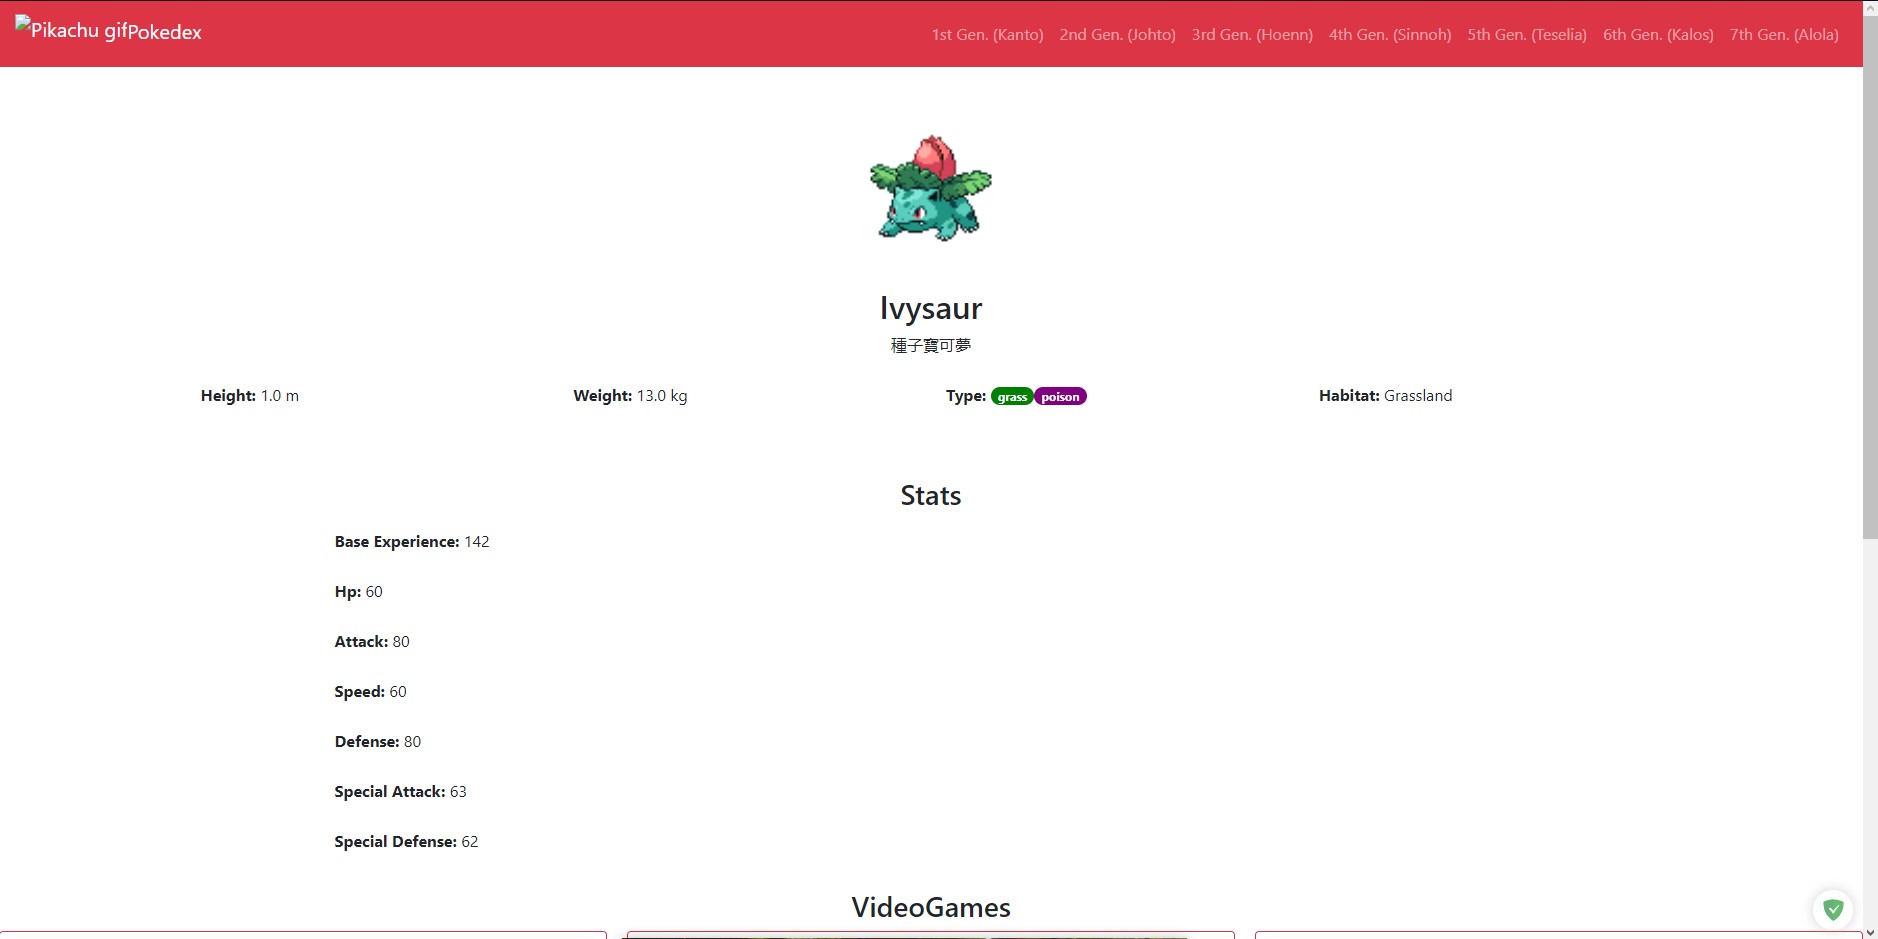 Pikachu gifPokedex
1st Gen. (Kanto) 2nd Gen. (Johto) 3rd Gen. (Hoenn) 4th Gen. (Sinnoh) 5th Gen. (Teselia) 6th Gen. (Kalos) 7th Gen. (Alola)
Ivysaur
種子寶可夢
Height: 1.0 m
Weight: 13.0 kg
Type: grass poison
Habitat: Grassland
Stats
Base Experience: 142
Hp: 60
Attack: 80
Speed: 60
Defense: 80
Special Attack: 63
Special Defense: 62
VideoGames